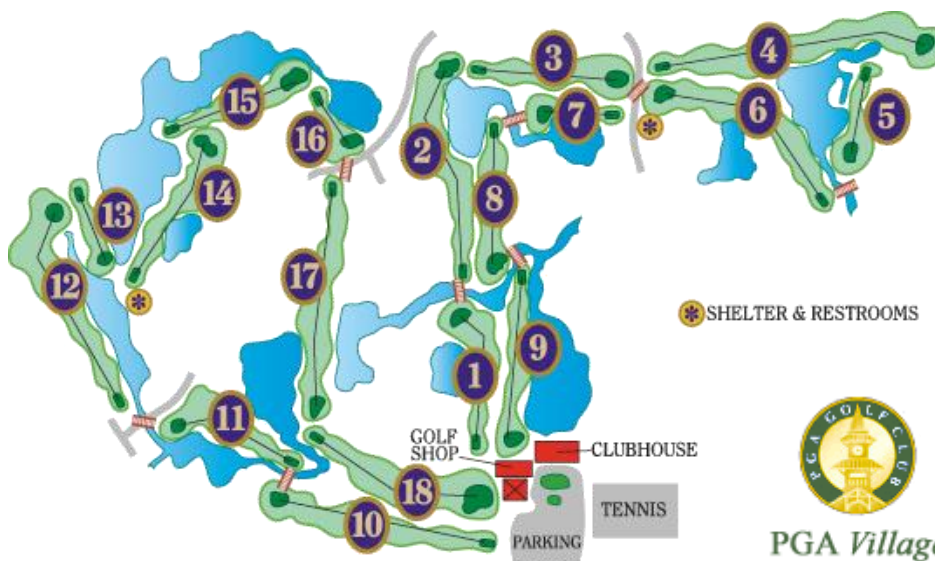 3
4
15
7
6
5
16
2
14
8
13
17
12
9
1
11
18
10
* SHELTER & RESTROOMS
GOLF
SHOP
CLUBHOUSE
TENNIS
PARKING
PGA GOLF CLUB
PGA Village